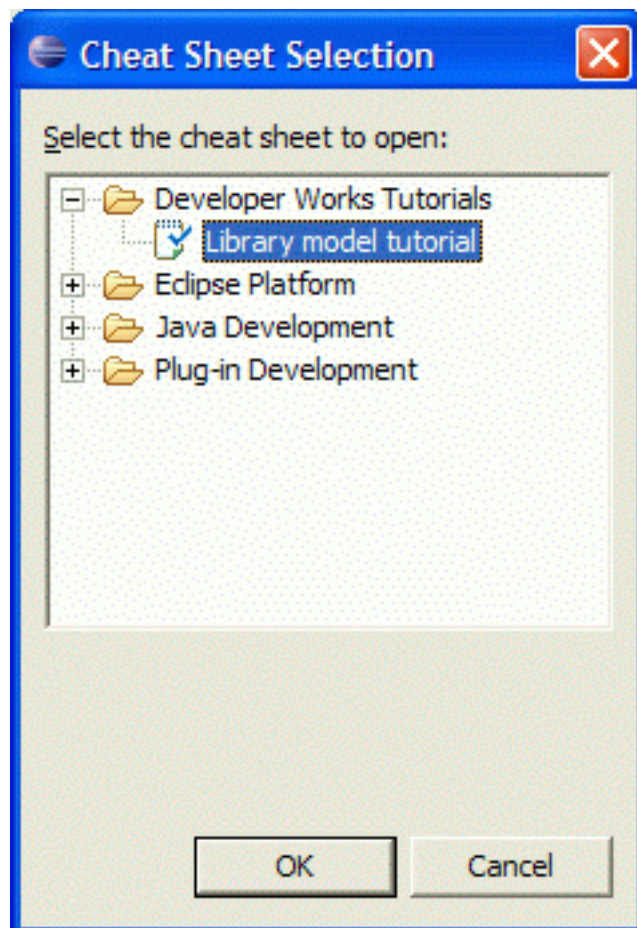 Cheat Sheet Selection
Select the cheat sheet to open:
Developer Works Tutorials
Library model tutorial
Eclipse Platform
Java Development
Plug-in Development
OK Cancel